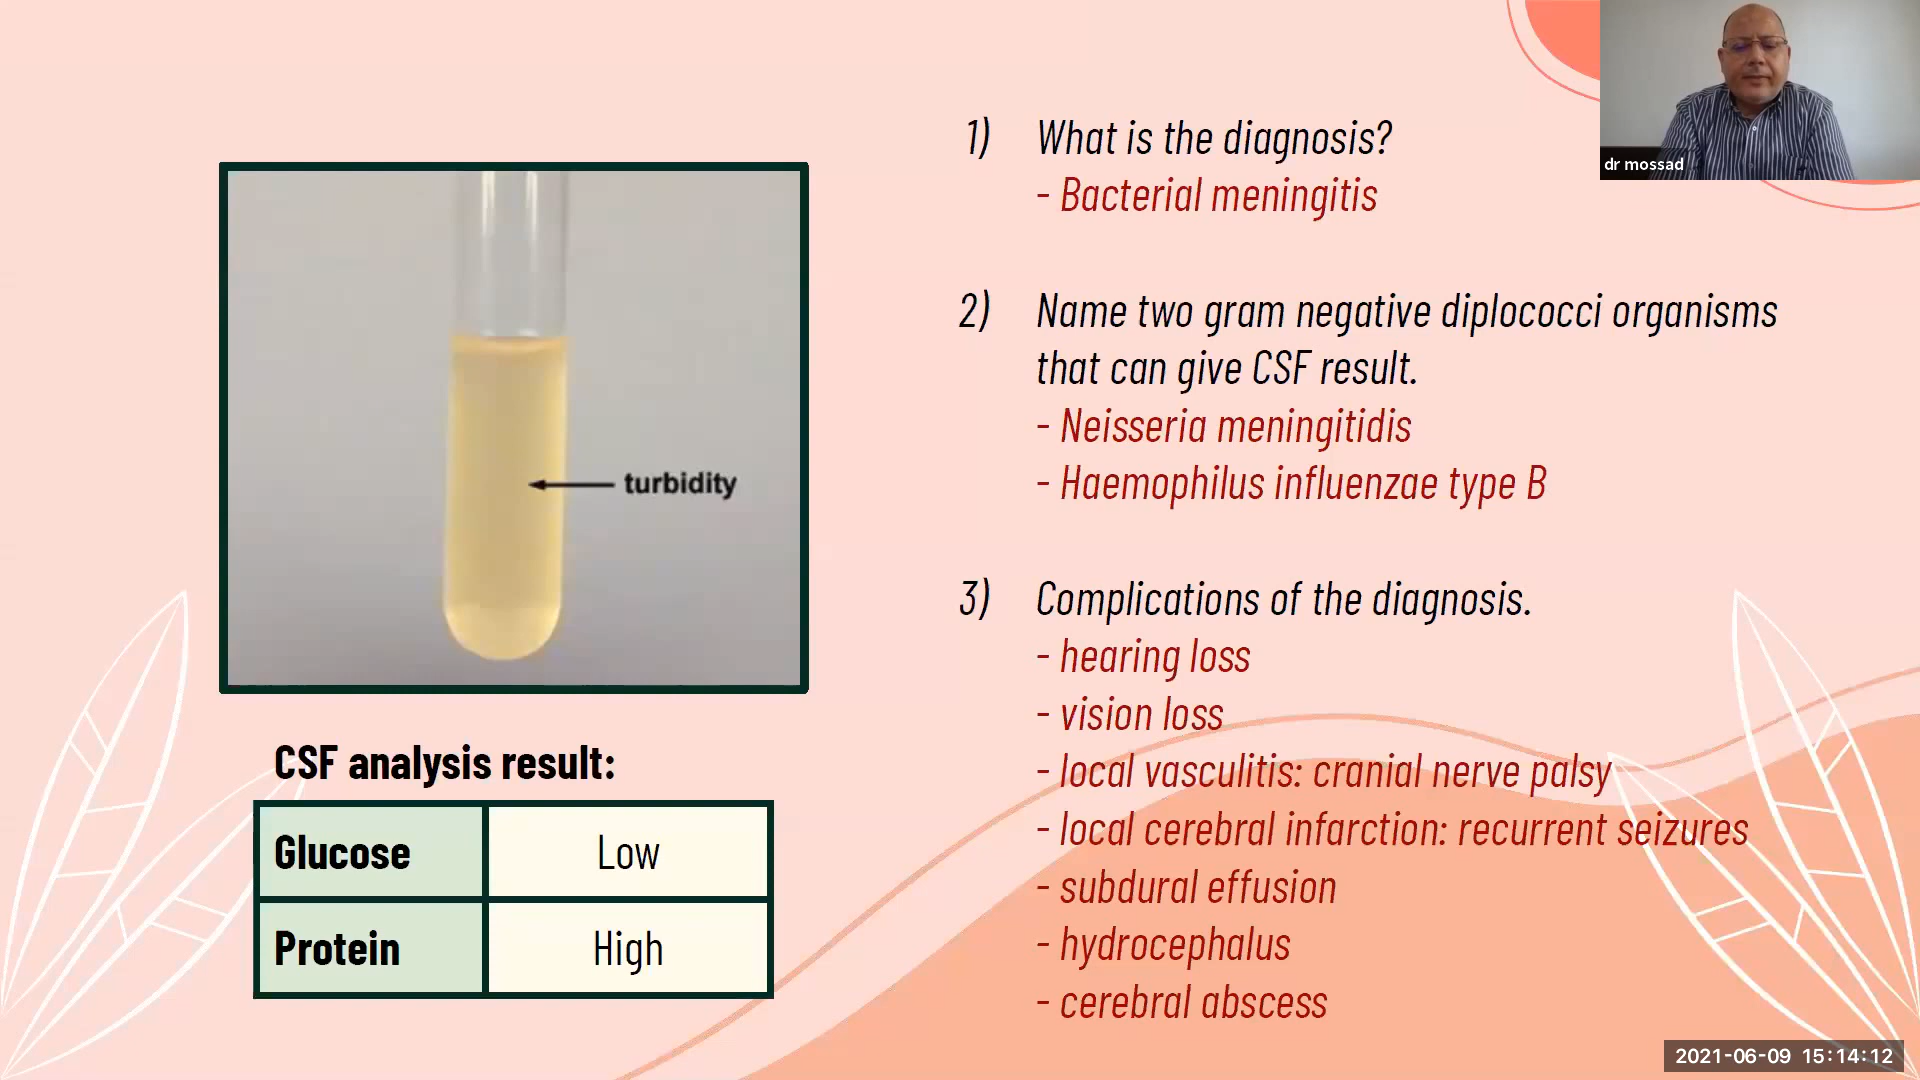 turbidity
CSF analysis result:
Glucose Low
Protein High
1) What is the diagnosis?
- Bacterial meningitis
2) Name two gram negative diplococci organisms
that can give CSF result.
- Neisseria meningitidis
- Haemophilus influenzae type B
3) Complications of the diagnosis.
- hearing loss
- vision loss
- local vasculitis: cranial nerve palsy
- local cerebral infarction: recurrent seizures
- subdural effusion
- hydrocephalus
- cerebral abscess
dr mossad
2021-06-09 15:14:12